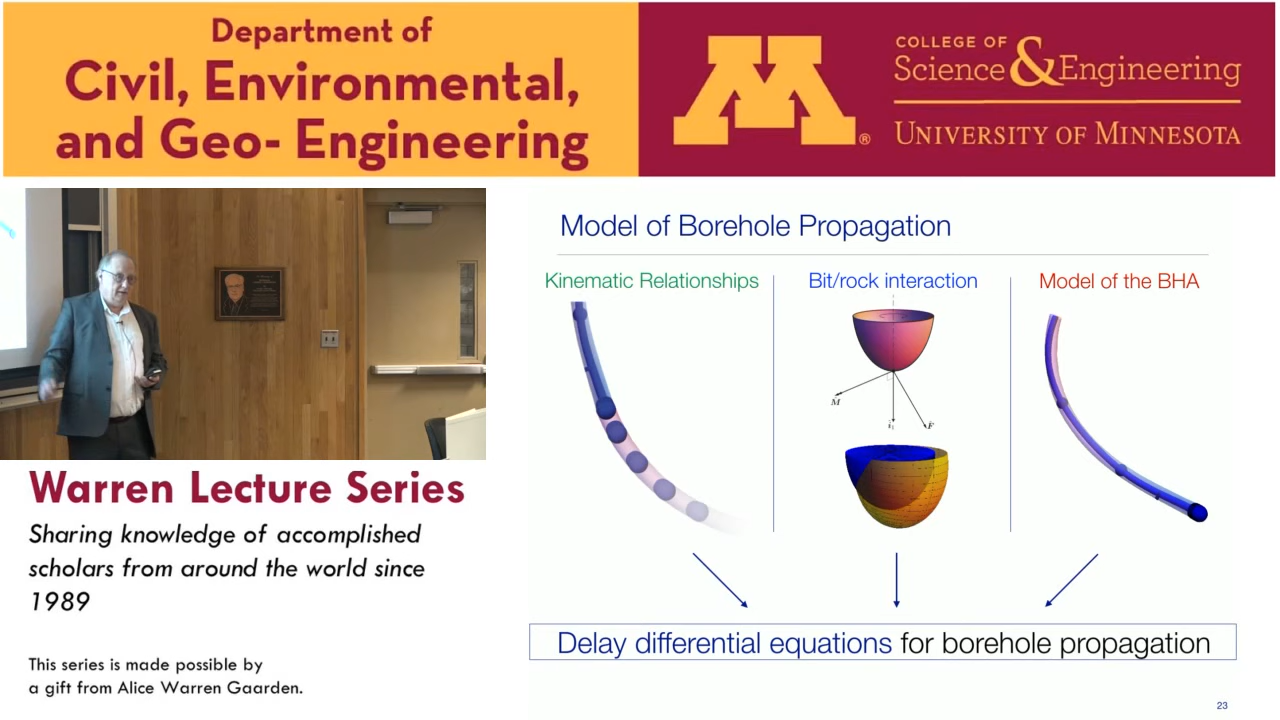 Department of
Civil, Environmental,
and Geo- Engineering
M®
COLLEGE OF
Science & Engineering
UNIVERSITY OF MINNESOTA
Model of Borehole Propagation
Kinematic Relationships
Bit/rock interaction
Model of the BHA
Delay differential equations for borehole propagation
23
Warren Lecture Series
Sharing knowledge of accomplished
scholars from around the world since
1989
This series is made possible by
a gift from Alice Warren Gaarden.